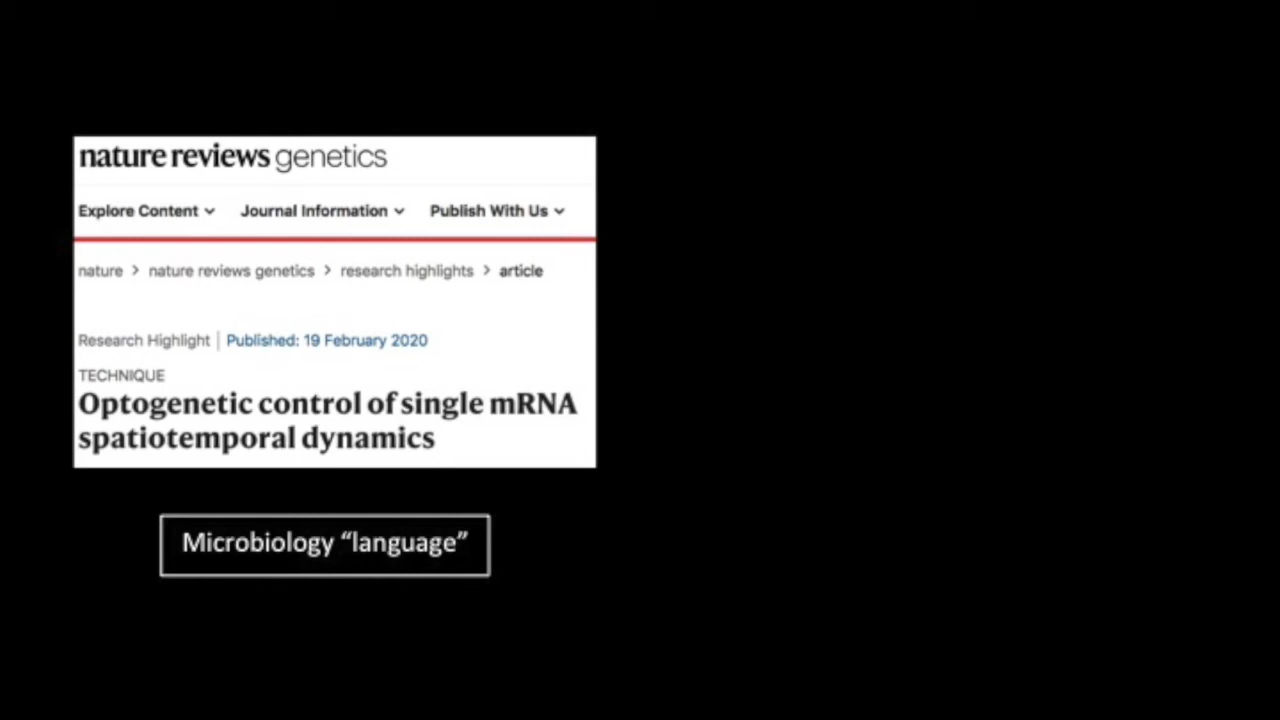 nature reviews genetics
Explore Content Journal Information Publish With Us
nature > nature reviews genetics > research highlights > article
Research Highlight | Published: 19 February 2020
TECHNIQUE
Optogenetic control of single mRNA
spatiotemporal dynamics
Microbiology “language”